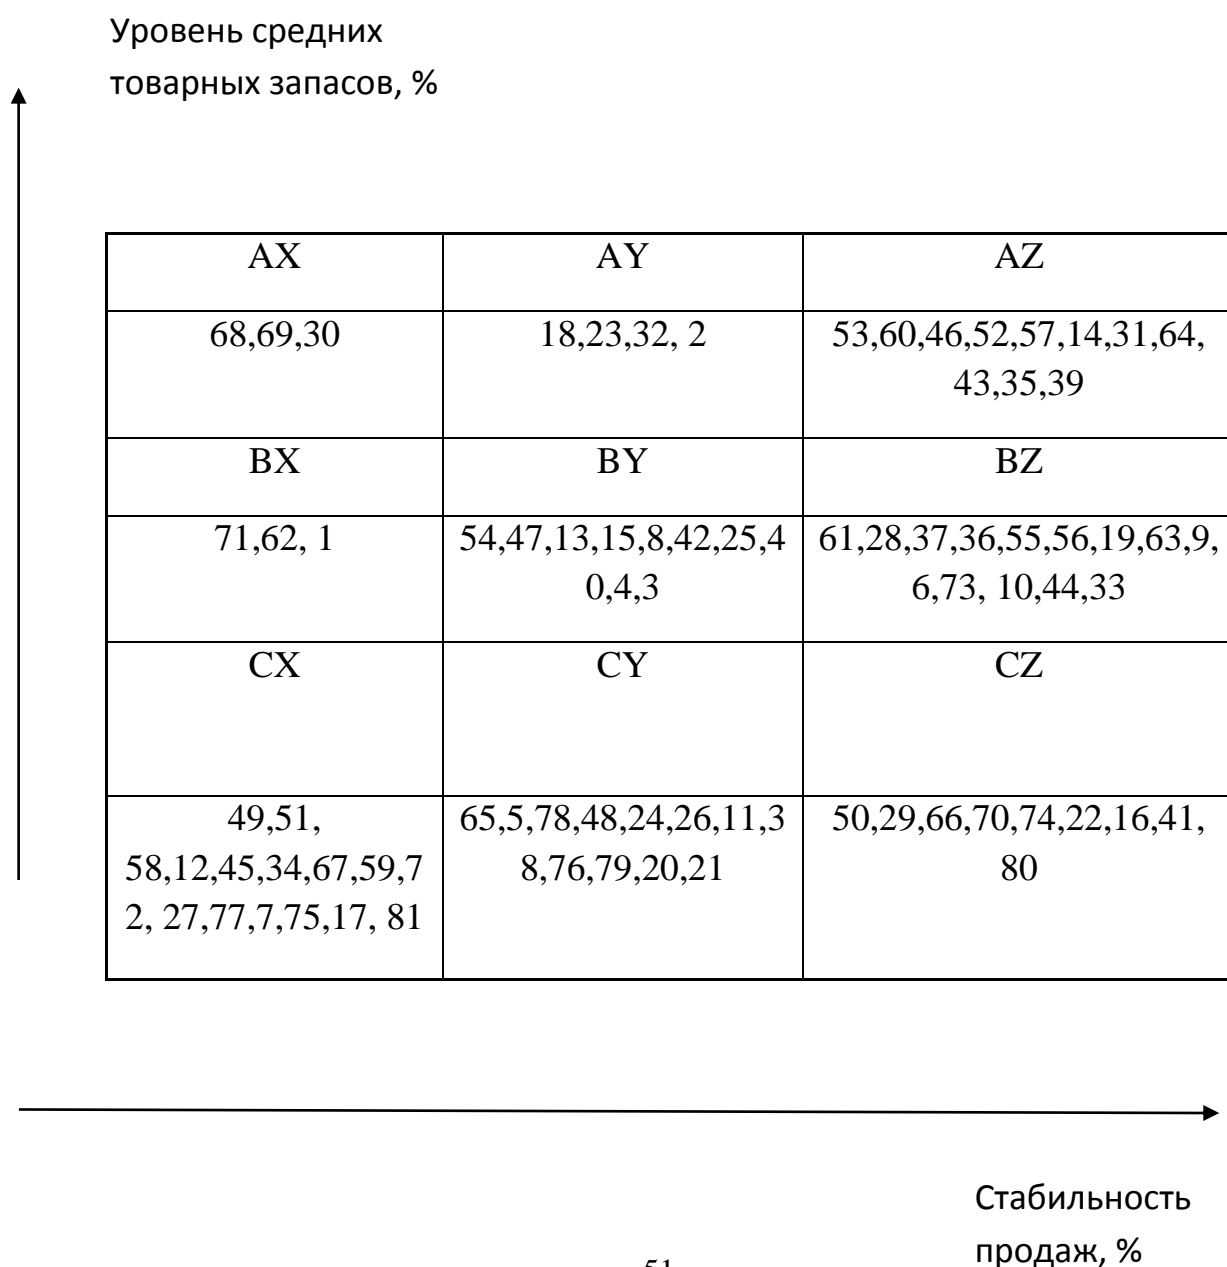 Уровень средних
товарных запасов, %
AX
AY
AZ
68,69,30
18,23,32, 2
53,60,46,52,57,14,31,64,
43,35,39
BX
BY
BZ
71,62, 1
54,47,13,15,8,42,25,4
0,4,3
61,28,37,36,55,56,19,63,9,
6,73, 10,44,33
CX
CY
CZ
49,51,
58,12,45,34,67,59,7
2, 27,77,7,75,17, 81
65,5,78,48,24,26,11,3
8,76,79,20,21
50,29,66,70,74,22,16,41,
80
Стабильность
продаж, %
51